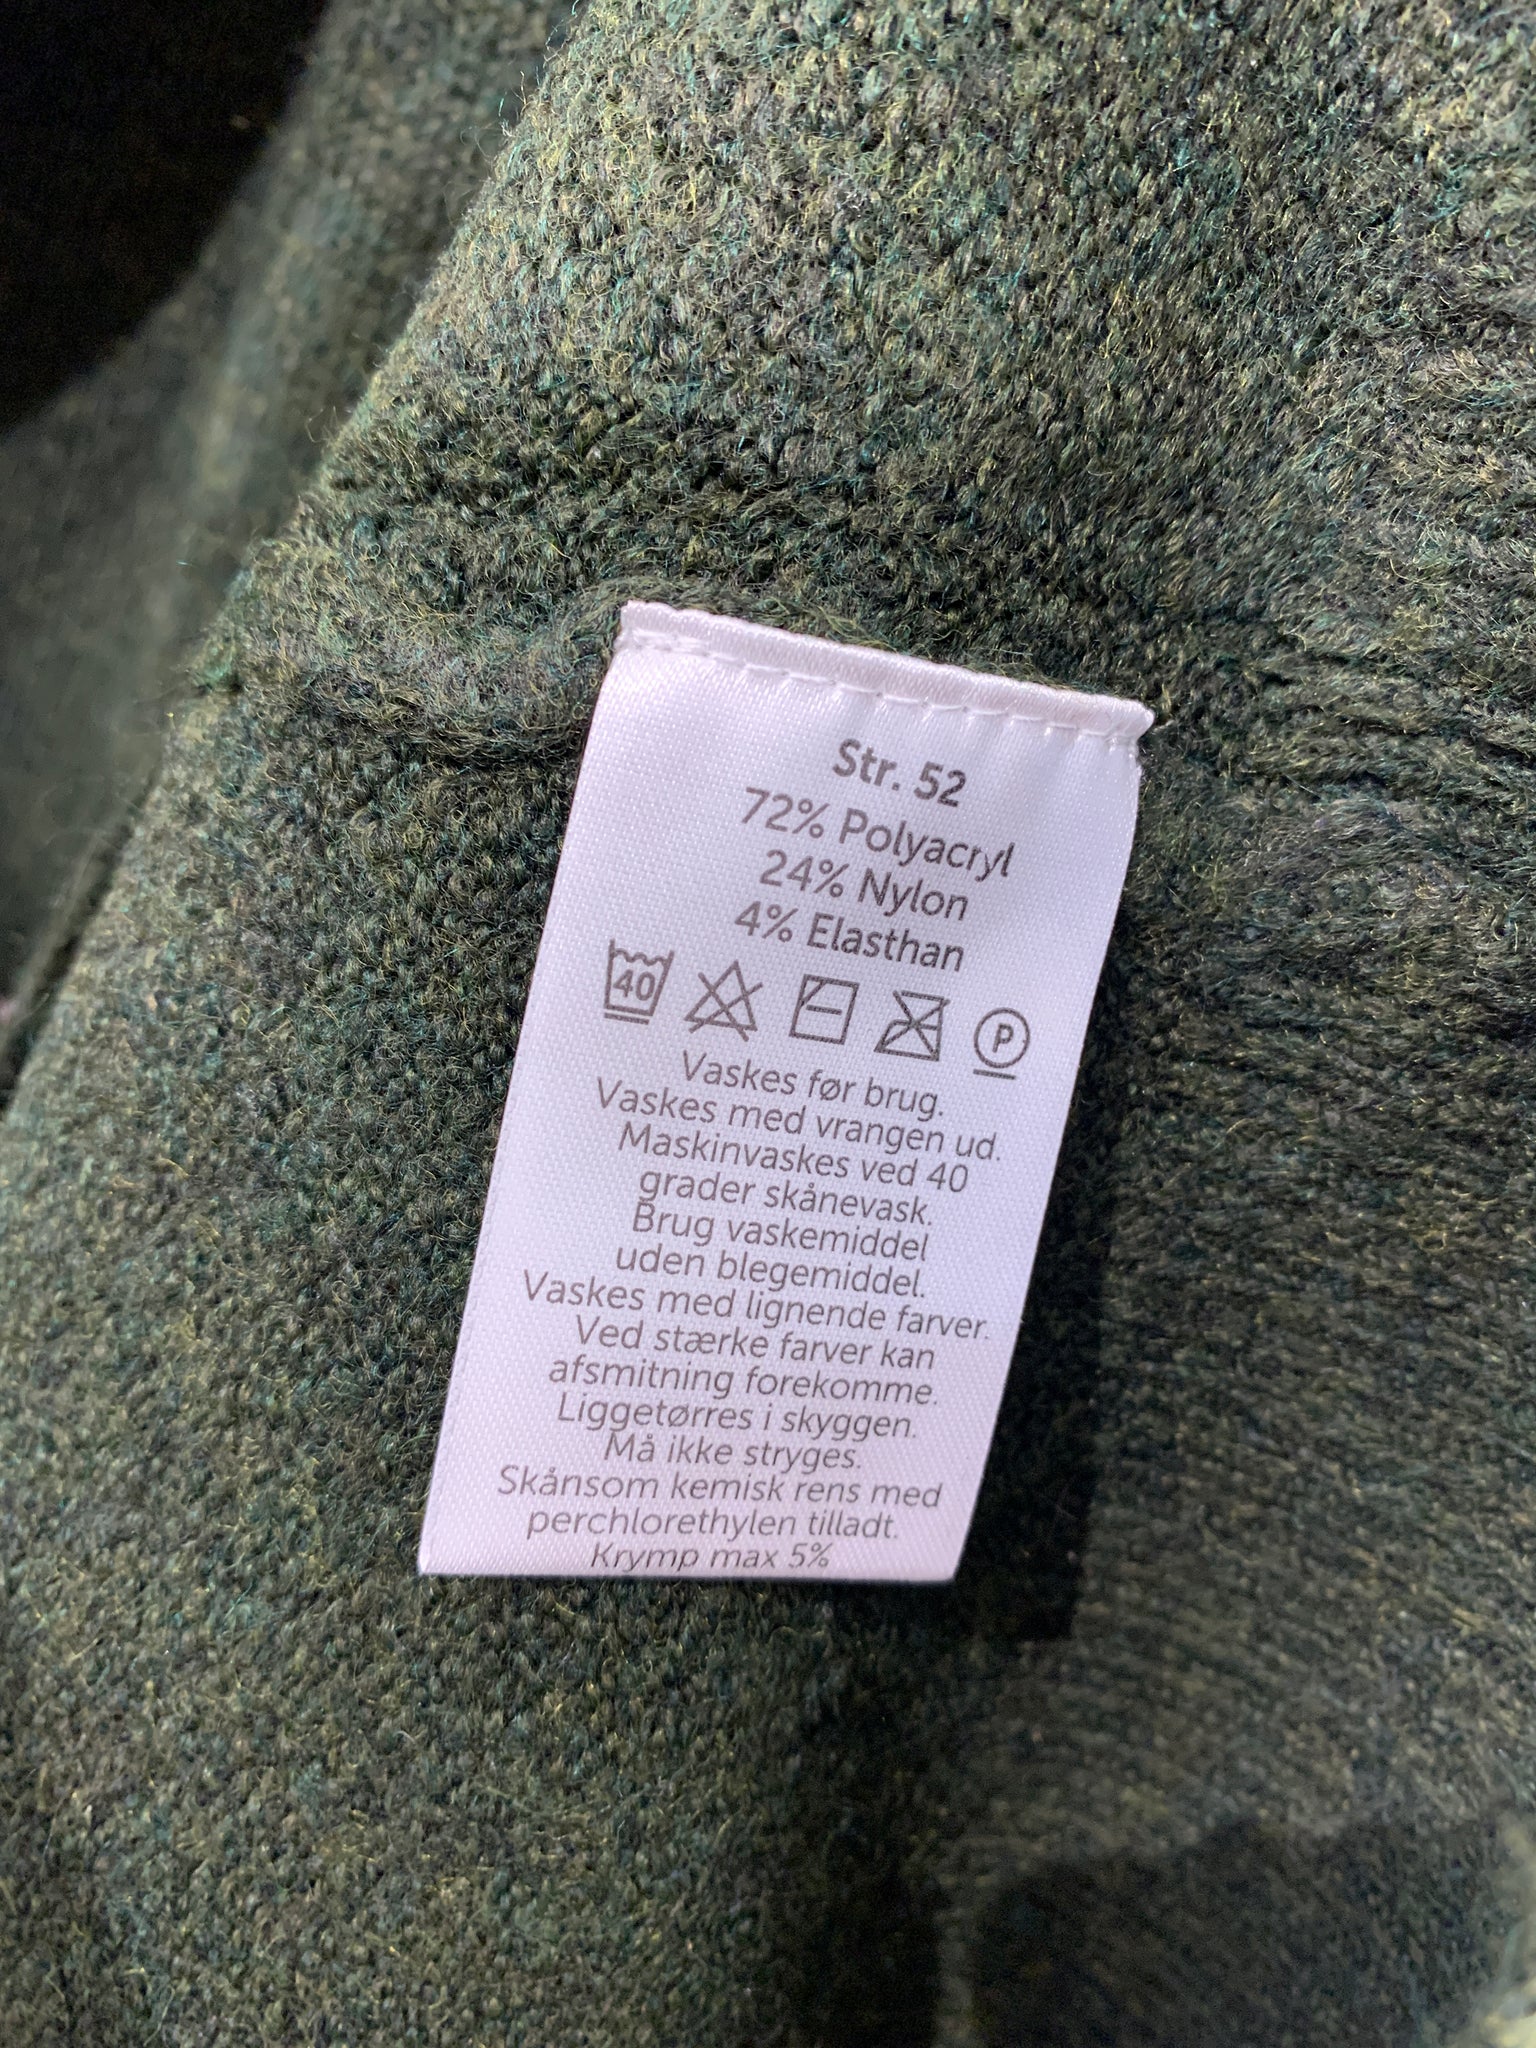 Str. 52
72% Polyacryl
24% Nylon
4% Elasthan
40 P
Vaskes før brug.
Vaskes med vrangen ud.
Maskinvaskes ved 40
grader skånevask.
Brug vaskemiddel
uden blegemiddel.
Vaskes med lignende farver.
Ved stærke farver kan
afsmitning forekomme.
Liggetørres i skyggen.
Må ikke stryges.
Skånsom kemisk rens med
perchlorethylen tilladt.
Krymp max 5%